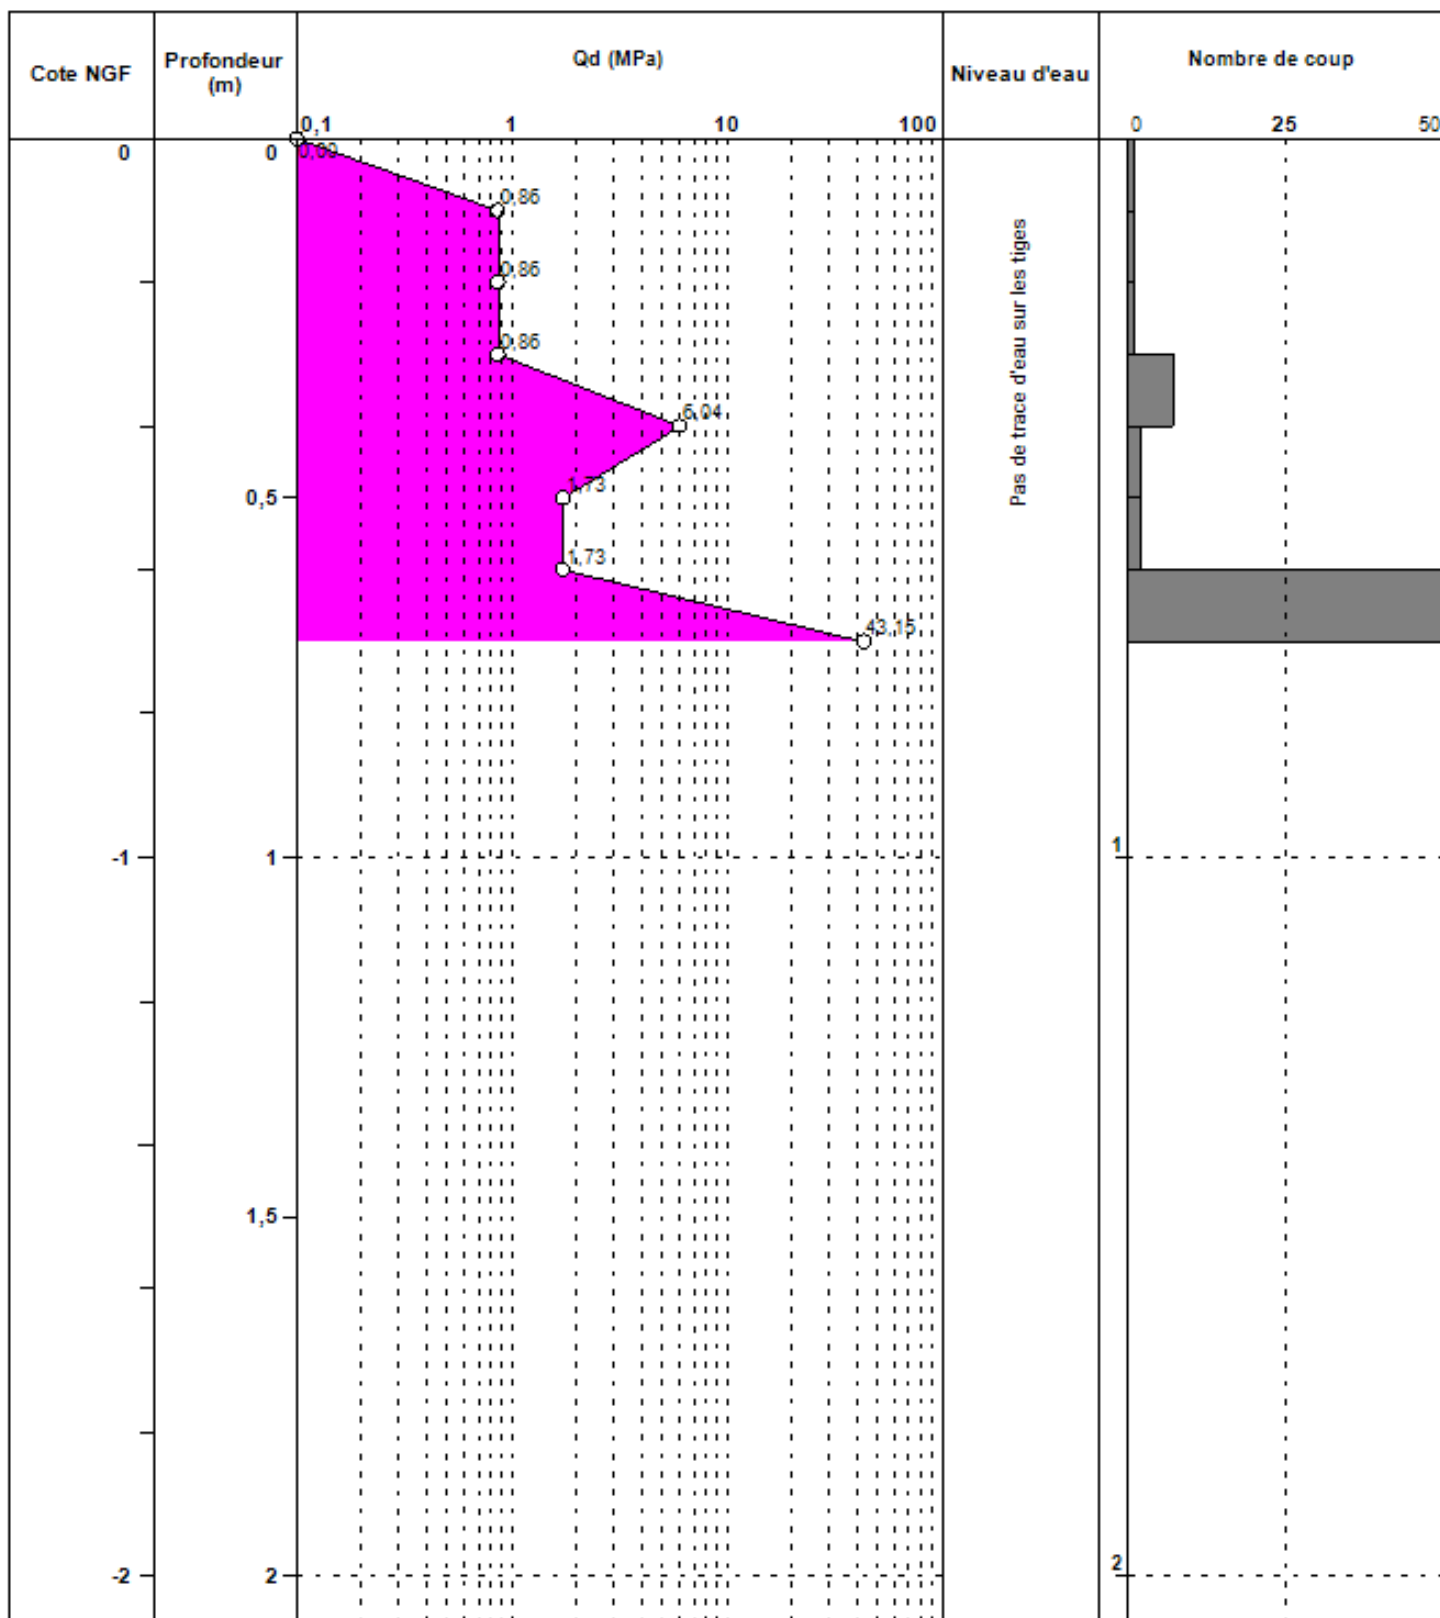 Cote NGF
Profondeur
(m)
Qd (MPa)
Niveau d'eau
Nombre de coup
0,1 1 10 100
0 25 50
0 0
0,09
0,86
0,86
0,86
6,04
0,5
1,73
1,73
43,15
Pas de trace d'eau sur les tiges
-1 1 1
1,5
-2 2 2